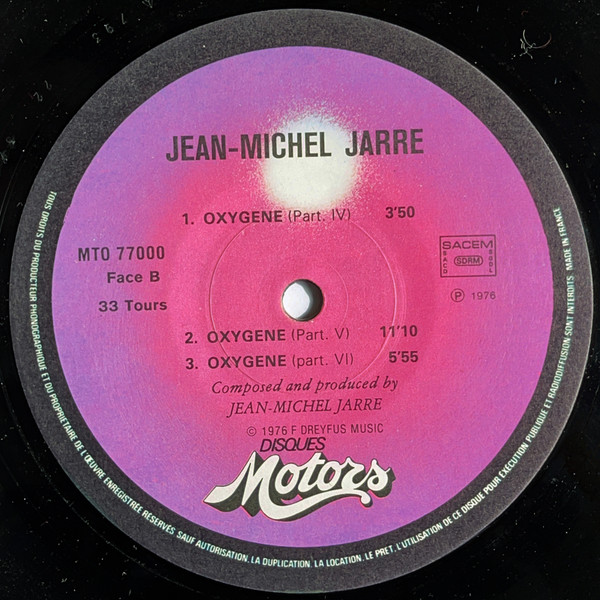 JEAN-MICHEL JARRE
1. OXYGENE (Part. IV) 3'50
MTO 77000
Face B
33 Tours
SACEM
SACD
SDRM
SGDL
Ⓟ 1976
2. OXYGENE (Part. V) 11'10
3. OXYGENE (part. VI) 5'55
Composed and produced by
JEAN-MICHEL JARRE
© 1976 F DREYFUS MUSIC
DISQUES
Motors
TOUS DROITS DU PRODUCTEUR PHONOGRAPHIQUE ET DU PROPRIETAIRE DE L'ŒUVRE ENREGISTREE RESERVES SAUF AUTORISATION, LA DUPLICATION, LA LOCATION, LE PRET, L'UTILISATION DE CE DISQUE POUR EXECUTION PUBLIQUE ET RADIODIFFUSION SONT INTERDITS MADE IN FRANCE